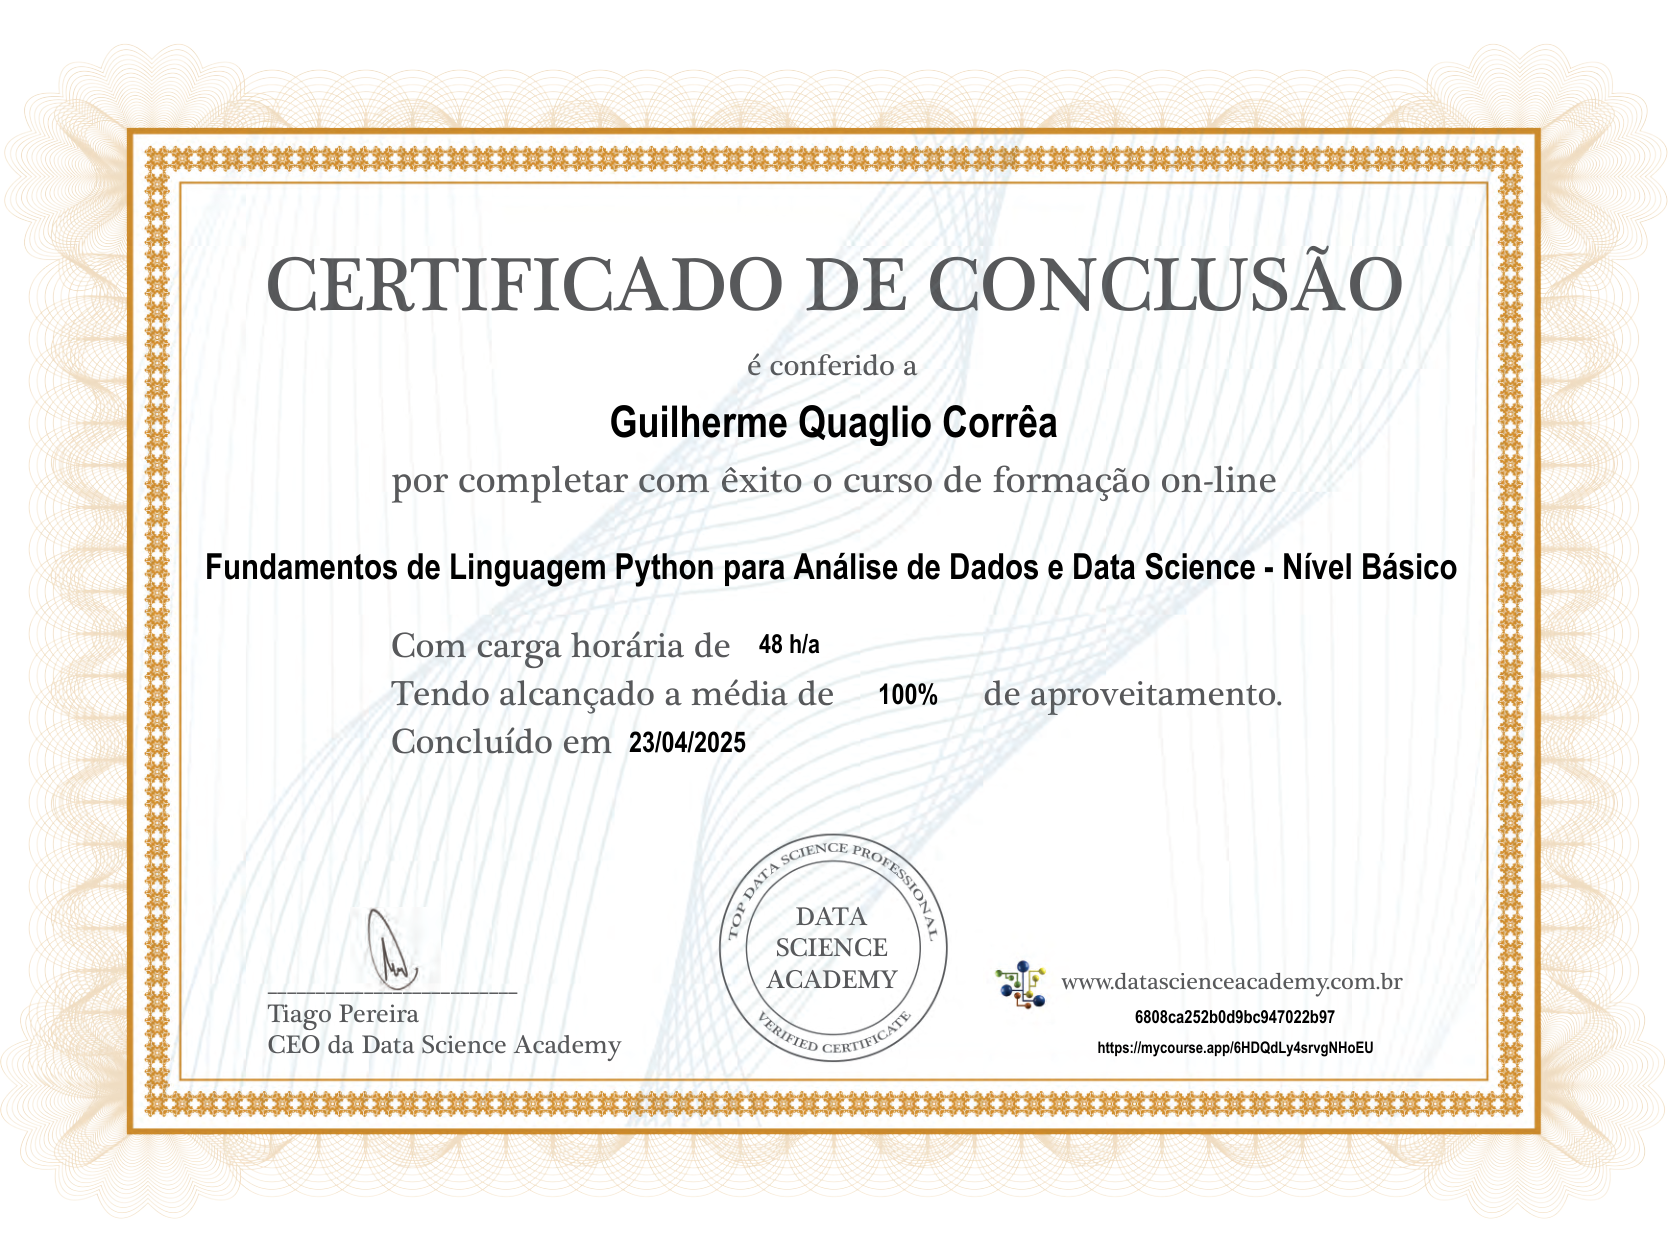 CERTIFICADO DE CONCLUSÃO
é conferido a
Guilherme Quaglio Corrêa
por completar com êxito o curso de formação on-line
Fundamentos de Linguagem Python para Análise de Dados e Data Science - Nível Básico
Com carga horária de 48 h/a
Tendo alcançado a média de 100% de aproveitamento.
Concluído em 23/04/2025
TOP DATA SCIENCE PROFESSIONAL
DATA
SCIENCE
ACADEMY
VERIFIED CERTIFICATE
Tiago Pereira
CEO da Data Science Academy
www.datascienceacademy.com.br
6808ca252b0d9bc947022b97
https://mycourse.app/6HDQdLy4srvgNHoEU